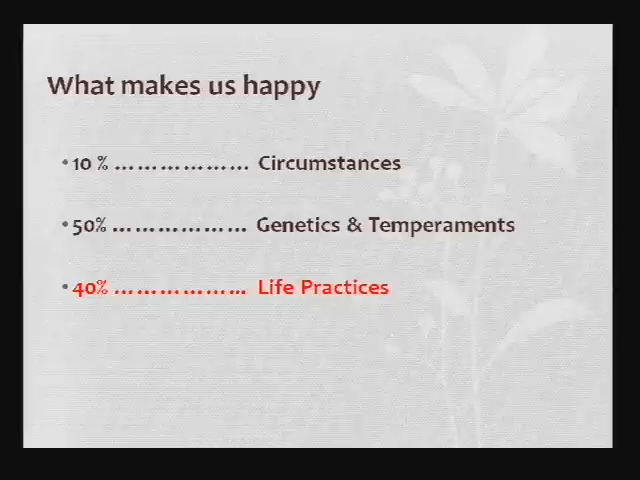 What makes us happy
• 10 % ……………… Circumstances
• 50% ……………… Genetics & Temperaments
• 40% …………….. Life Practices